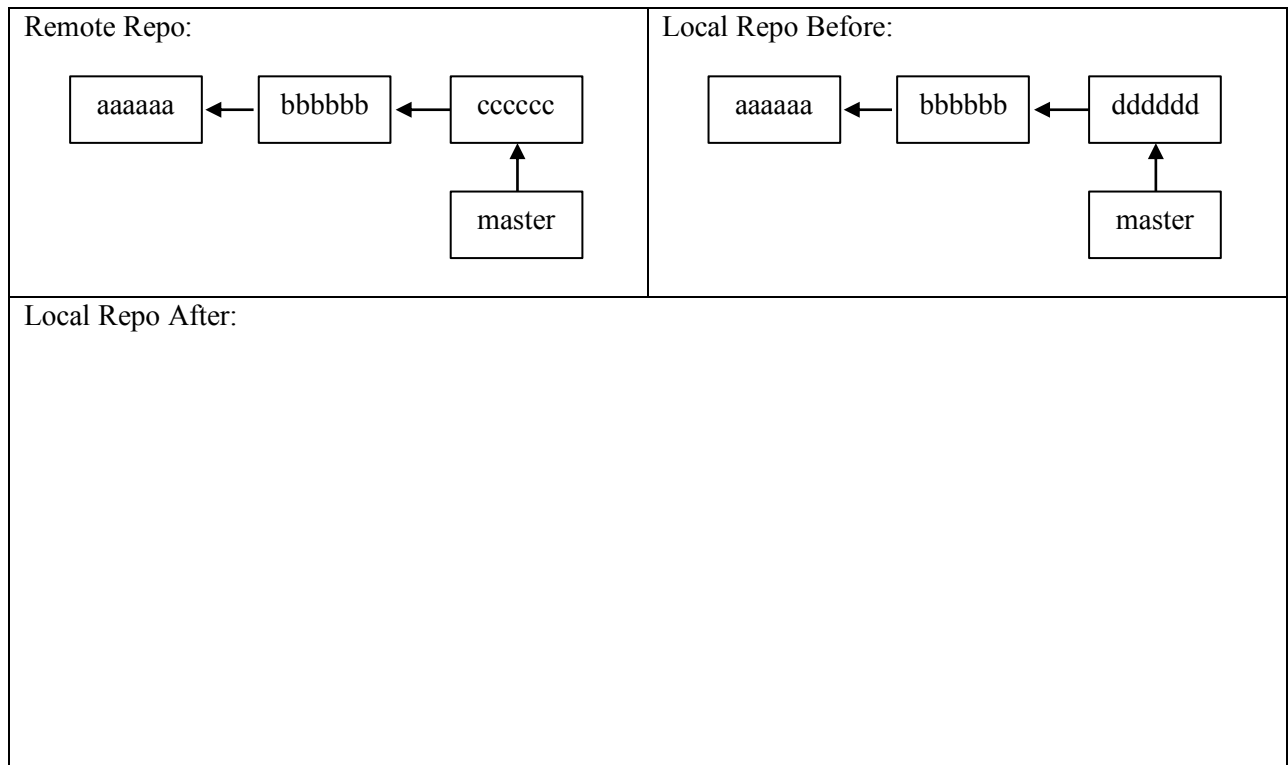 Remote Repo:
aaaaaa bbbbbb cccccc
master
Local Repo Before:
aaaaaa bbbbbb dddddd
master
Local Repo After: